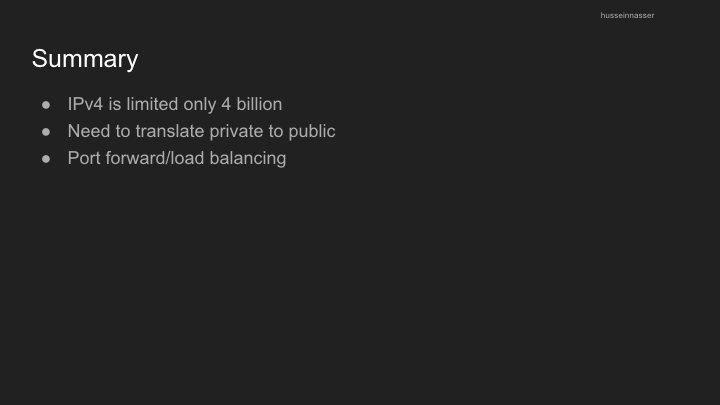 husseinnasser
Summary
● IPv4 is limited only 4 billion
● Need to translate private to public
● Port forward/load balancing